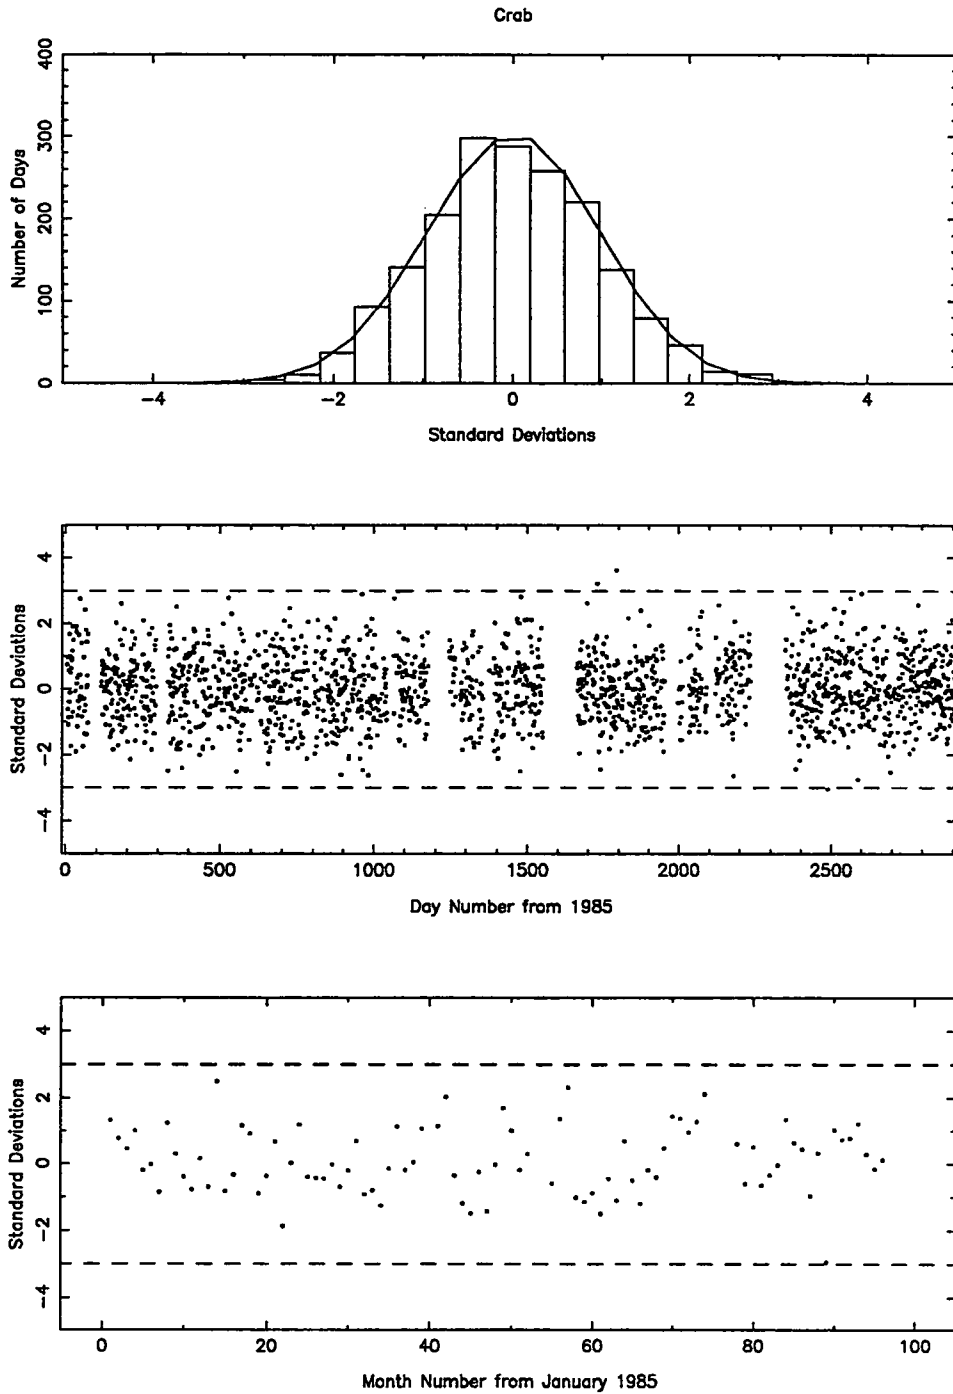 Crab
400
300
200
100
0
Number of Days
-4 -2 0 2 4
Standard Deviations
4
2
0
-2
-4
Standard Deviations
0 500 1000 1500 2000 2500
Day Number from 1985
4
2
0
-2
-4
Standard Deviations
0 20 40 60 80 100
Month Number from January 1985